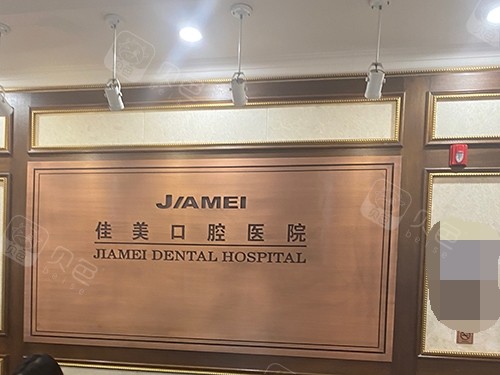 JIAMEI
佳美口腔医院
JIAMEI DENTAL HOSPITAL